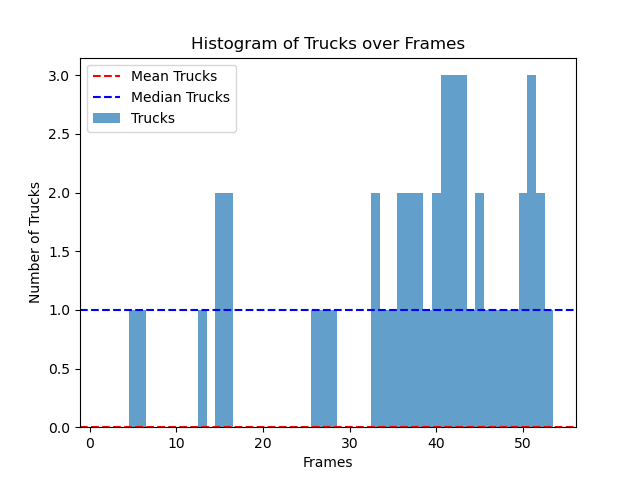 Histogram of Trucks over Frames
Mean Trucks
Median Trucks
Trucks
3.0
2.5
2.0
1.5
1.0
0.5
0.0
Number of Trucks
0 10 20 30 40 50
Frames